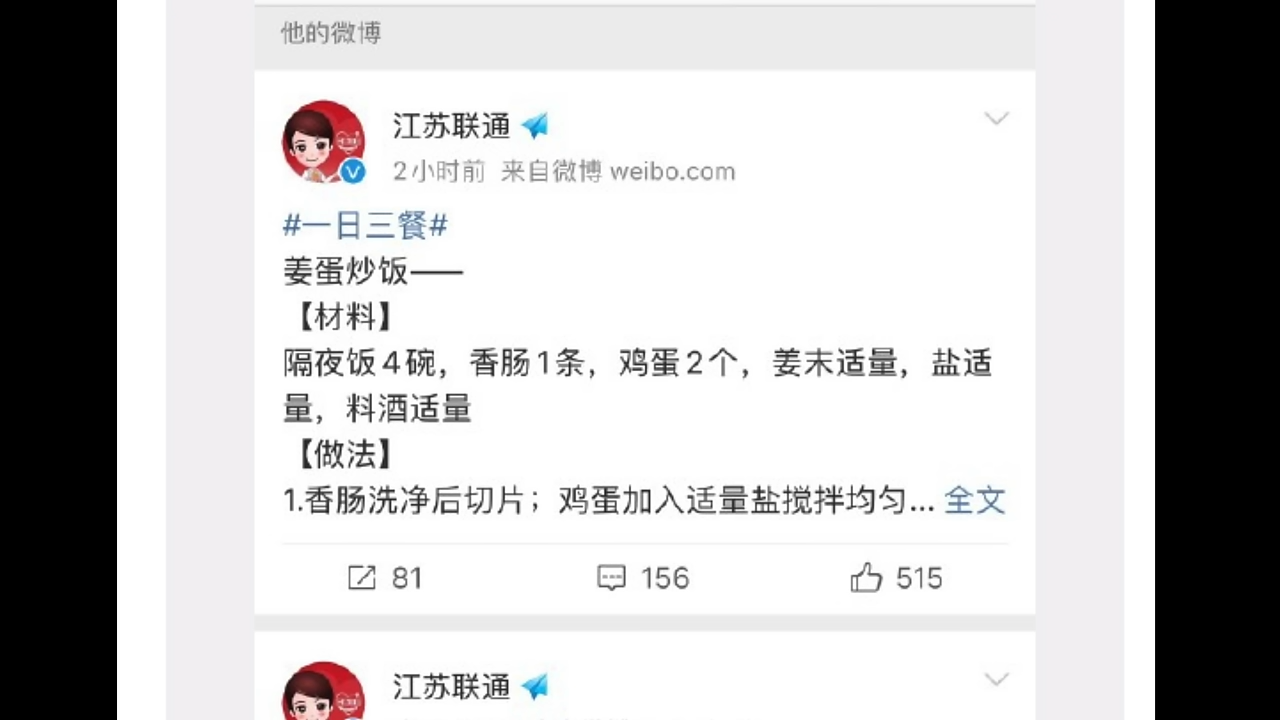 他的微博
江苏联通
2小时前 来自微博 weibo.com
#一日三餐#
姜蛋炒饭——
【材料】
隔夜饭4碗，香肠1条，鸡蛋2个，姜末适量，盐适
量，料酒适量
【做法】
1.香肠洗净后切片；鸡蛋加入适量盐搅拌均匀... 全文
81 156 515
江苏联通